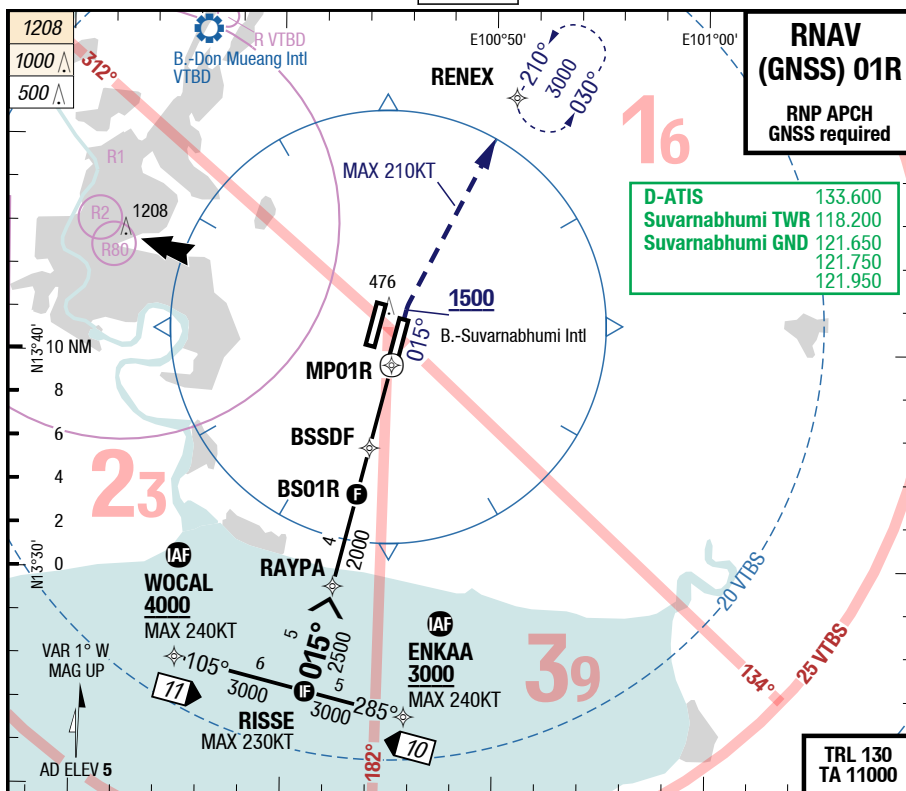 1208
1000
500
312°
R VTBD
B.-Don Mueang Intl
VTBD
E100°50'
E101°00'
RNAV
(GNSS) 01R
RNP APCH
GNSS required
RENEX
210°
3000
030°
16
MAX 210KT
D-ATIS 133.600
Suvarnabhumi TWR 118.200
Suvarnabhumi GND 121.650
121.750
121.950
R1
R2
R80
1208
476
1500
015°
B.-Suvarnabhumi Intl
N13°40'
10 NM
8
6
4
2
0
N13°30'
MP01R
BSSDF
BS01R
F
23
4
2000
RAYPA
IAF
WOCAL
4000
MAX 240KT
5
015°
2500
IAF
ENKAA
3000
MAX 240KT
39
20 VTBS
25 VTBS
134°
VAR 1° W
MAG UP
105°
6
3000
11
IF
5
3000
285°
RISSE
MAX 230KT
10
182°
AD ELEV 5
TRL 130
TA 11000